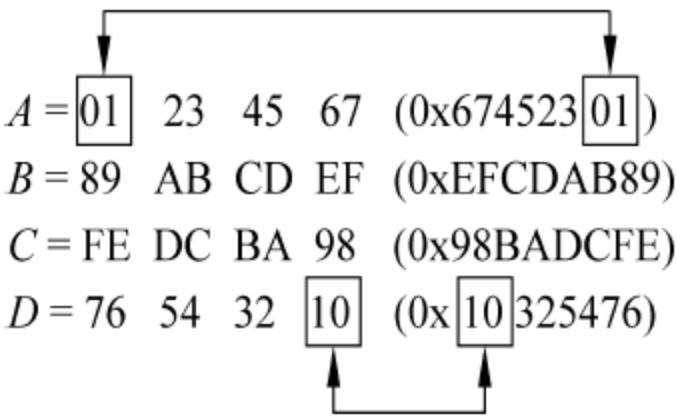 A = 01 23 45 67 (0x67452301)
B = 89 AB CD EF (0xEFCDAB89)
C = FE DC BA 98 (0x98BADCFE)
D = 76 54 32 10 (0x10325476)